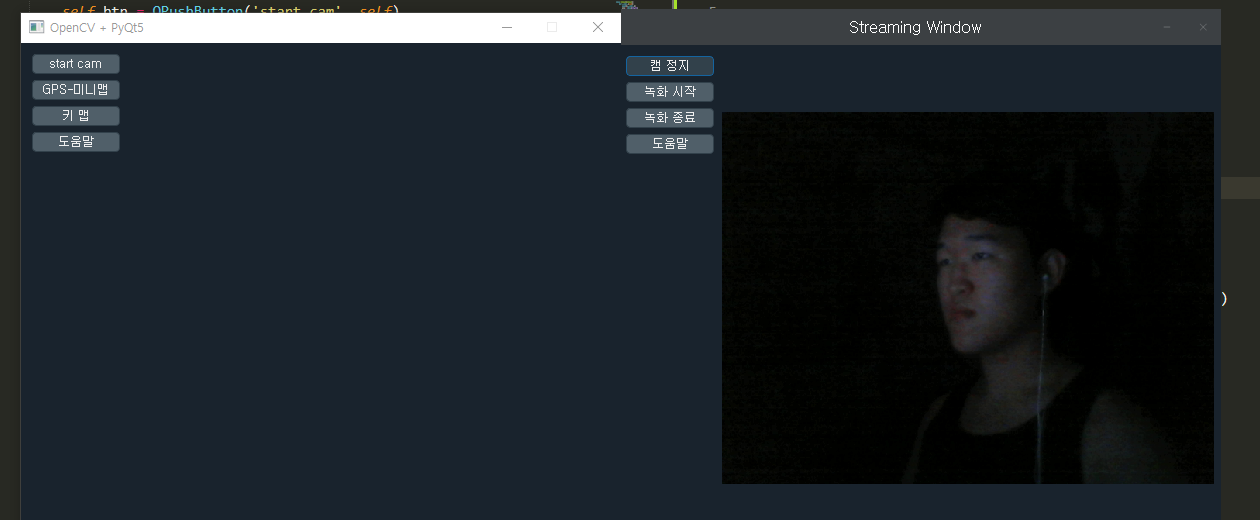 self.btn = QPushButton('start cam', self)
OpenCV + PyQt5
start cam
GPS-미니맵
키 맵
도움말
Streaming Window
캠 정지
녹화 시작
녹화 종료
도움말
)